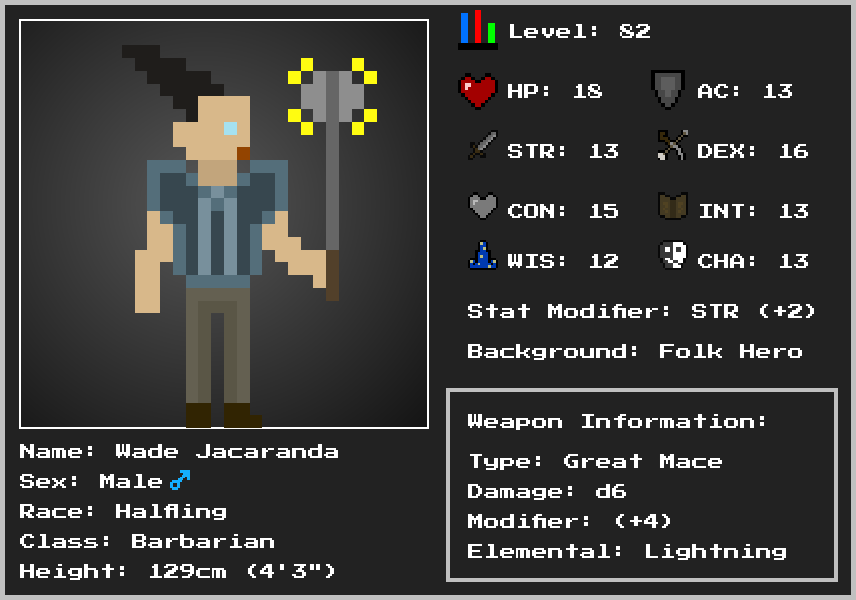 Level: 82
HP: 18
AC: 13
STR: 13
DEX: 16
CON: 15
INT: 13
WIS: 12
CHA: 13
Stat Modifier: STR (+2)
Background: Folk Hero
Name: Wade Jacaranda
Sex: Male♂
Race: Halfling
Class: Barbarian
Height: 129cm (4'3")
Weapon Information:
Type: Great Mace
Damage: d6
Modifier: (+4)
Elemental: Lightning